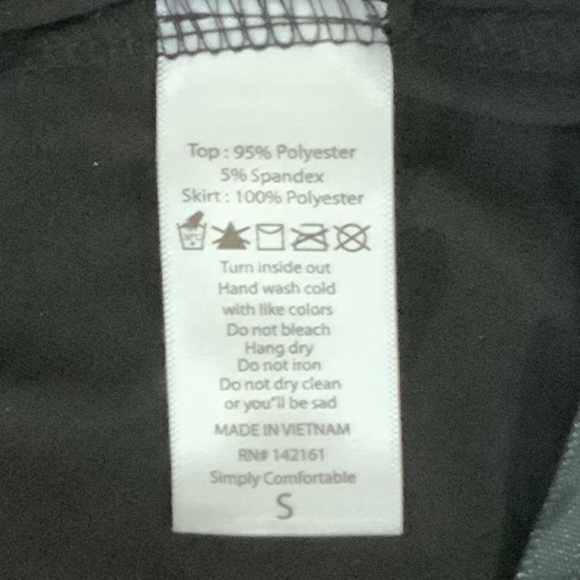 Top : 95% Polyester
5% Spandex
Skirt : 100% Polyester
Turn inside out
Hand wash cold
with like colors
Do not bleach
Hang dry
Do not iron
Do not dry clean
or you"ll be sad
MADE IN VIETNAM
RN# 142161
Simply Comfortable
S